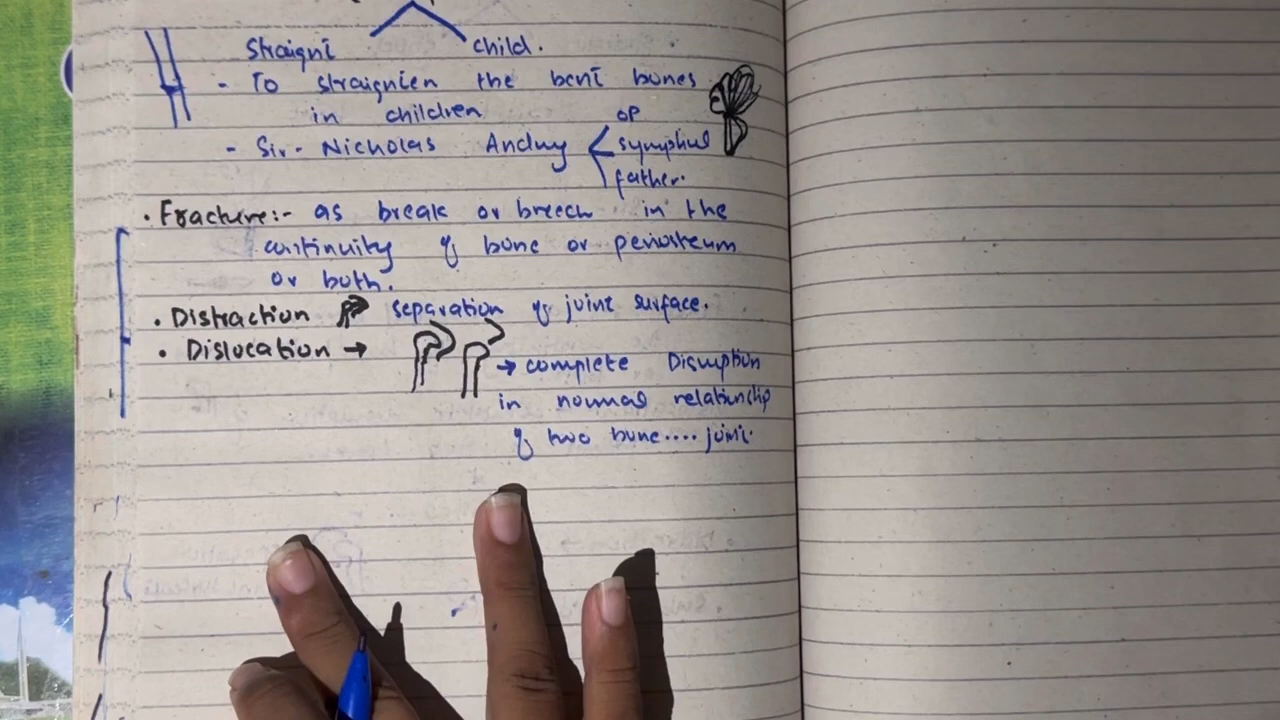 Straight child.
- To straighten the bent bones
in children
- Sir- Nicholas Andry
OP
father.
. Fracture:- as break or breech in the
continuity of bone or periosteum
or both.
. Distraction separation of joint surface.
• Dislocation →
→ complete Disruption
in normal relationship
of two bone.... joint.